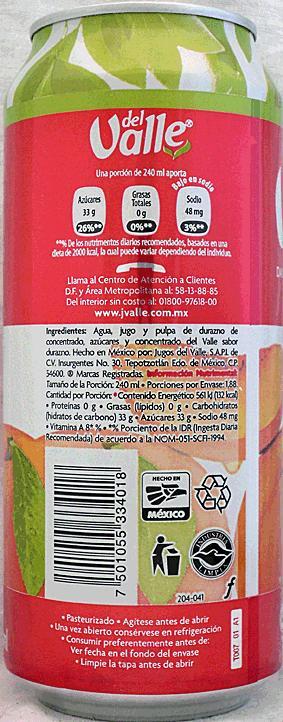 del
Valle®
Una porción de 240 ml aporta
Bajo en sodio
Azúcares
33 g
26%**
Grasas
Totales
0 g
0%**
Sodio
48 mg
3%**
**% De los nutrimentos diarios recomendados, basados en una
dieta de 2000 kcal, la cual puede variar dependiendo del individuo.
Llama al Centro de Atención a Clientes
D.F. y Área Metropolitana al: 58-13-88-85
Del interior sin costo al: 01800-97618-00
www.jvalle.com.mx
Ingredientes: Agua, jugo y pulpa de durazno de
concentrado, azúcares y concentrado del Valle sabor
durazno. Hecho en México por: Jugos del Valle, S.A.P.I. de
C.V. Insurgentes No. 30, Tepotzotlán Edo. de México. C.P.
54600. ® Marcas Registradas. Información Nutrimental:
Tamaño de la Porción: 240 ml • Porciones por Envase: 1.88
Cantidad por Porción: • Contenido Energético 561 kJ (132 kcal)
• Proteínas 0 g • Grasas (lípidos) 0 g • Carbohidratos
(hidratos de carbono) 33 g • Azúcares 33 g • Sodio 48 mg
• Vitamina A 8* % • *% Porciento de la IDR (Ingesta Diaria
Recomendada) de acuerdo a la NOM-051-SCFI-1994.
7 501055 334018
HECHO EN
MÉXICO
INDUSTRIA
LIMPIA
204-041
f
• Pasteurizado • Agítese antes de abrir
• Una vez abierto consérvese en refrigeración
• Consumir preferentemente antes de:
Ver fecha en el fondo del envase
• Limpie la tapa antes de abrir
TD07 01 A1